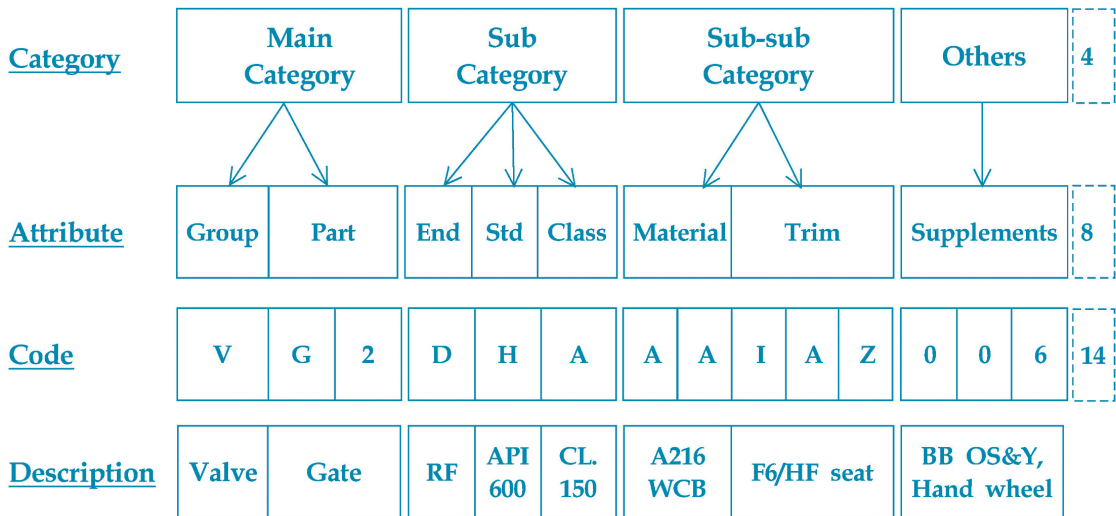 Category
Main
Category
Sub
Category
Sub-sub
Category
Others
4
Attribute
Group
Part
End
Std
Class
Material
Trim
Supplements
8
Code
V
G
2
D
H
A
A
A
I
A
Z
0
0
6
14
Description
Valve
Gate
RF
API
600
CL.
150
A216
WCB
F6/HF seat
BB OS&Y,
Hand wheel